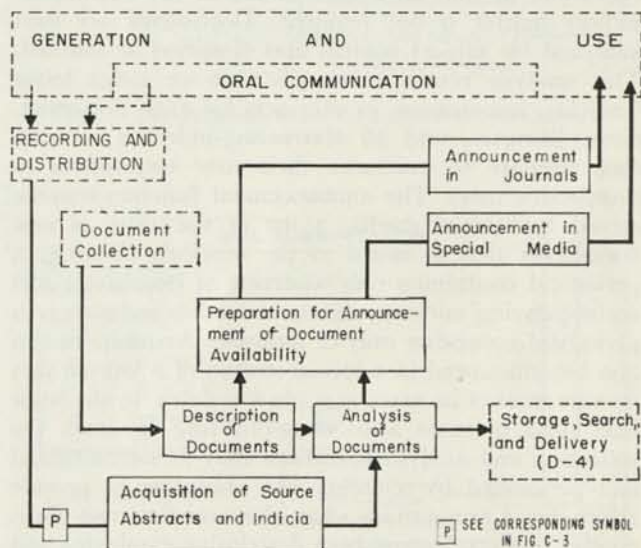 GENERATION AND USE
ORAL COMMUNICATION
RECORDING AND
DISTRIBUTION
Document
Collection
Announcement
in Journals
Announcement in
Special Media
Preparation for Announce-
ment of Document
Availability
Description
of
Documents
Analysis
of
Documents
Storage, Search,
and Delivery
(D-4)
Acquisition of Source
Abstracts and Indicia
P
P SEE CORRESPONDING SYMBOL
IN FIG. C-3